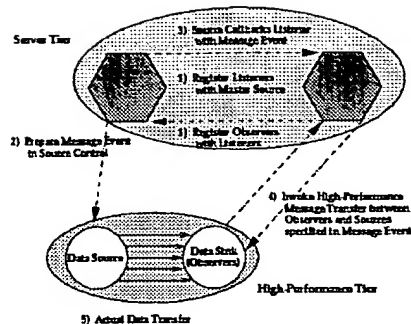 3) Source Callbacks Listener
with Message Event
Server Tier
1) Register Listeners
with Master Source
1) Register Observers
with Listeners
2) Prepare Message Event
in Source Control
4) Invoke High-Performance
Message Transfer between
Observers and Sources
specified in Message Event
Data Source
Data Sink
(Observers)
High-Performance Tier
5) Actual Data Transfer